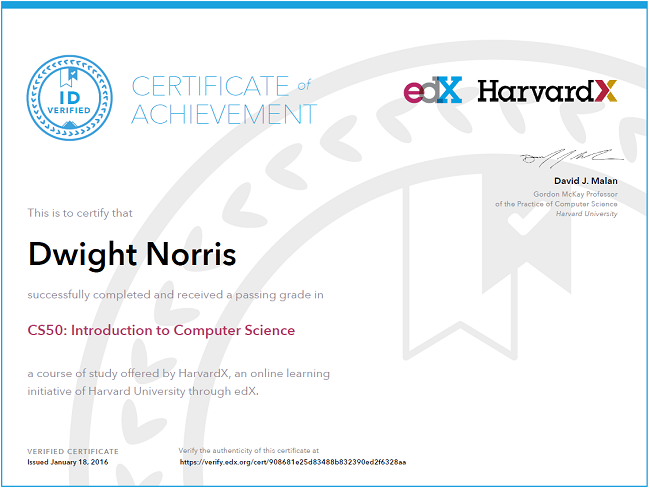 ID
VERIFIED
CERTIFICATE of
ACHIEVEMENT
edX HarvardX
David J. Malan
Gordon McKay Professor
of the Practice of Computer Science
Harvard University
This is to certify that
Dwight Norris
successfully completed and received a passing grade in
CS50: Introduction to Computer Science
a course of study offered by HarvardX, an online learning
initiative of Harvard University through edX.
VERIFIED CERTIFICATE
Issued January 18, 2016
Verify the authenticity of this certificate at
https://verify.edx.org/cert/908681e25d83488b832390ed2f6328aa